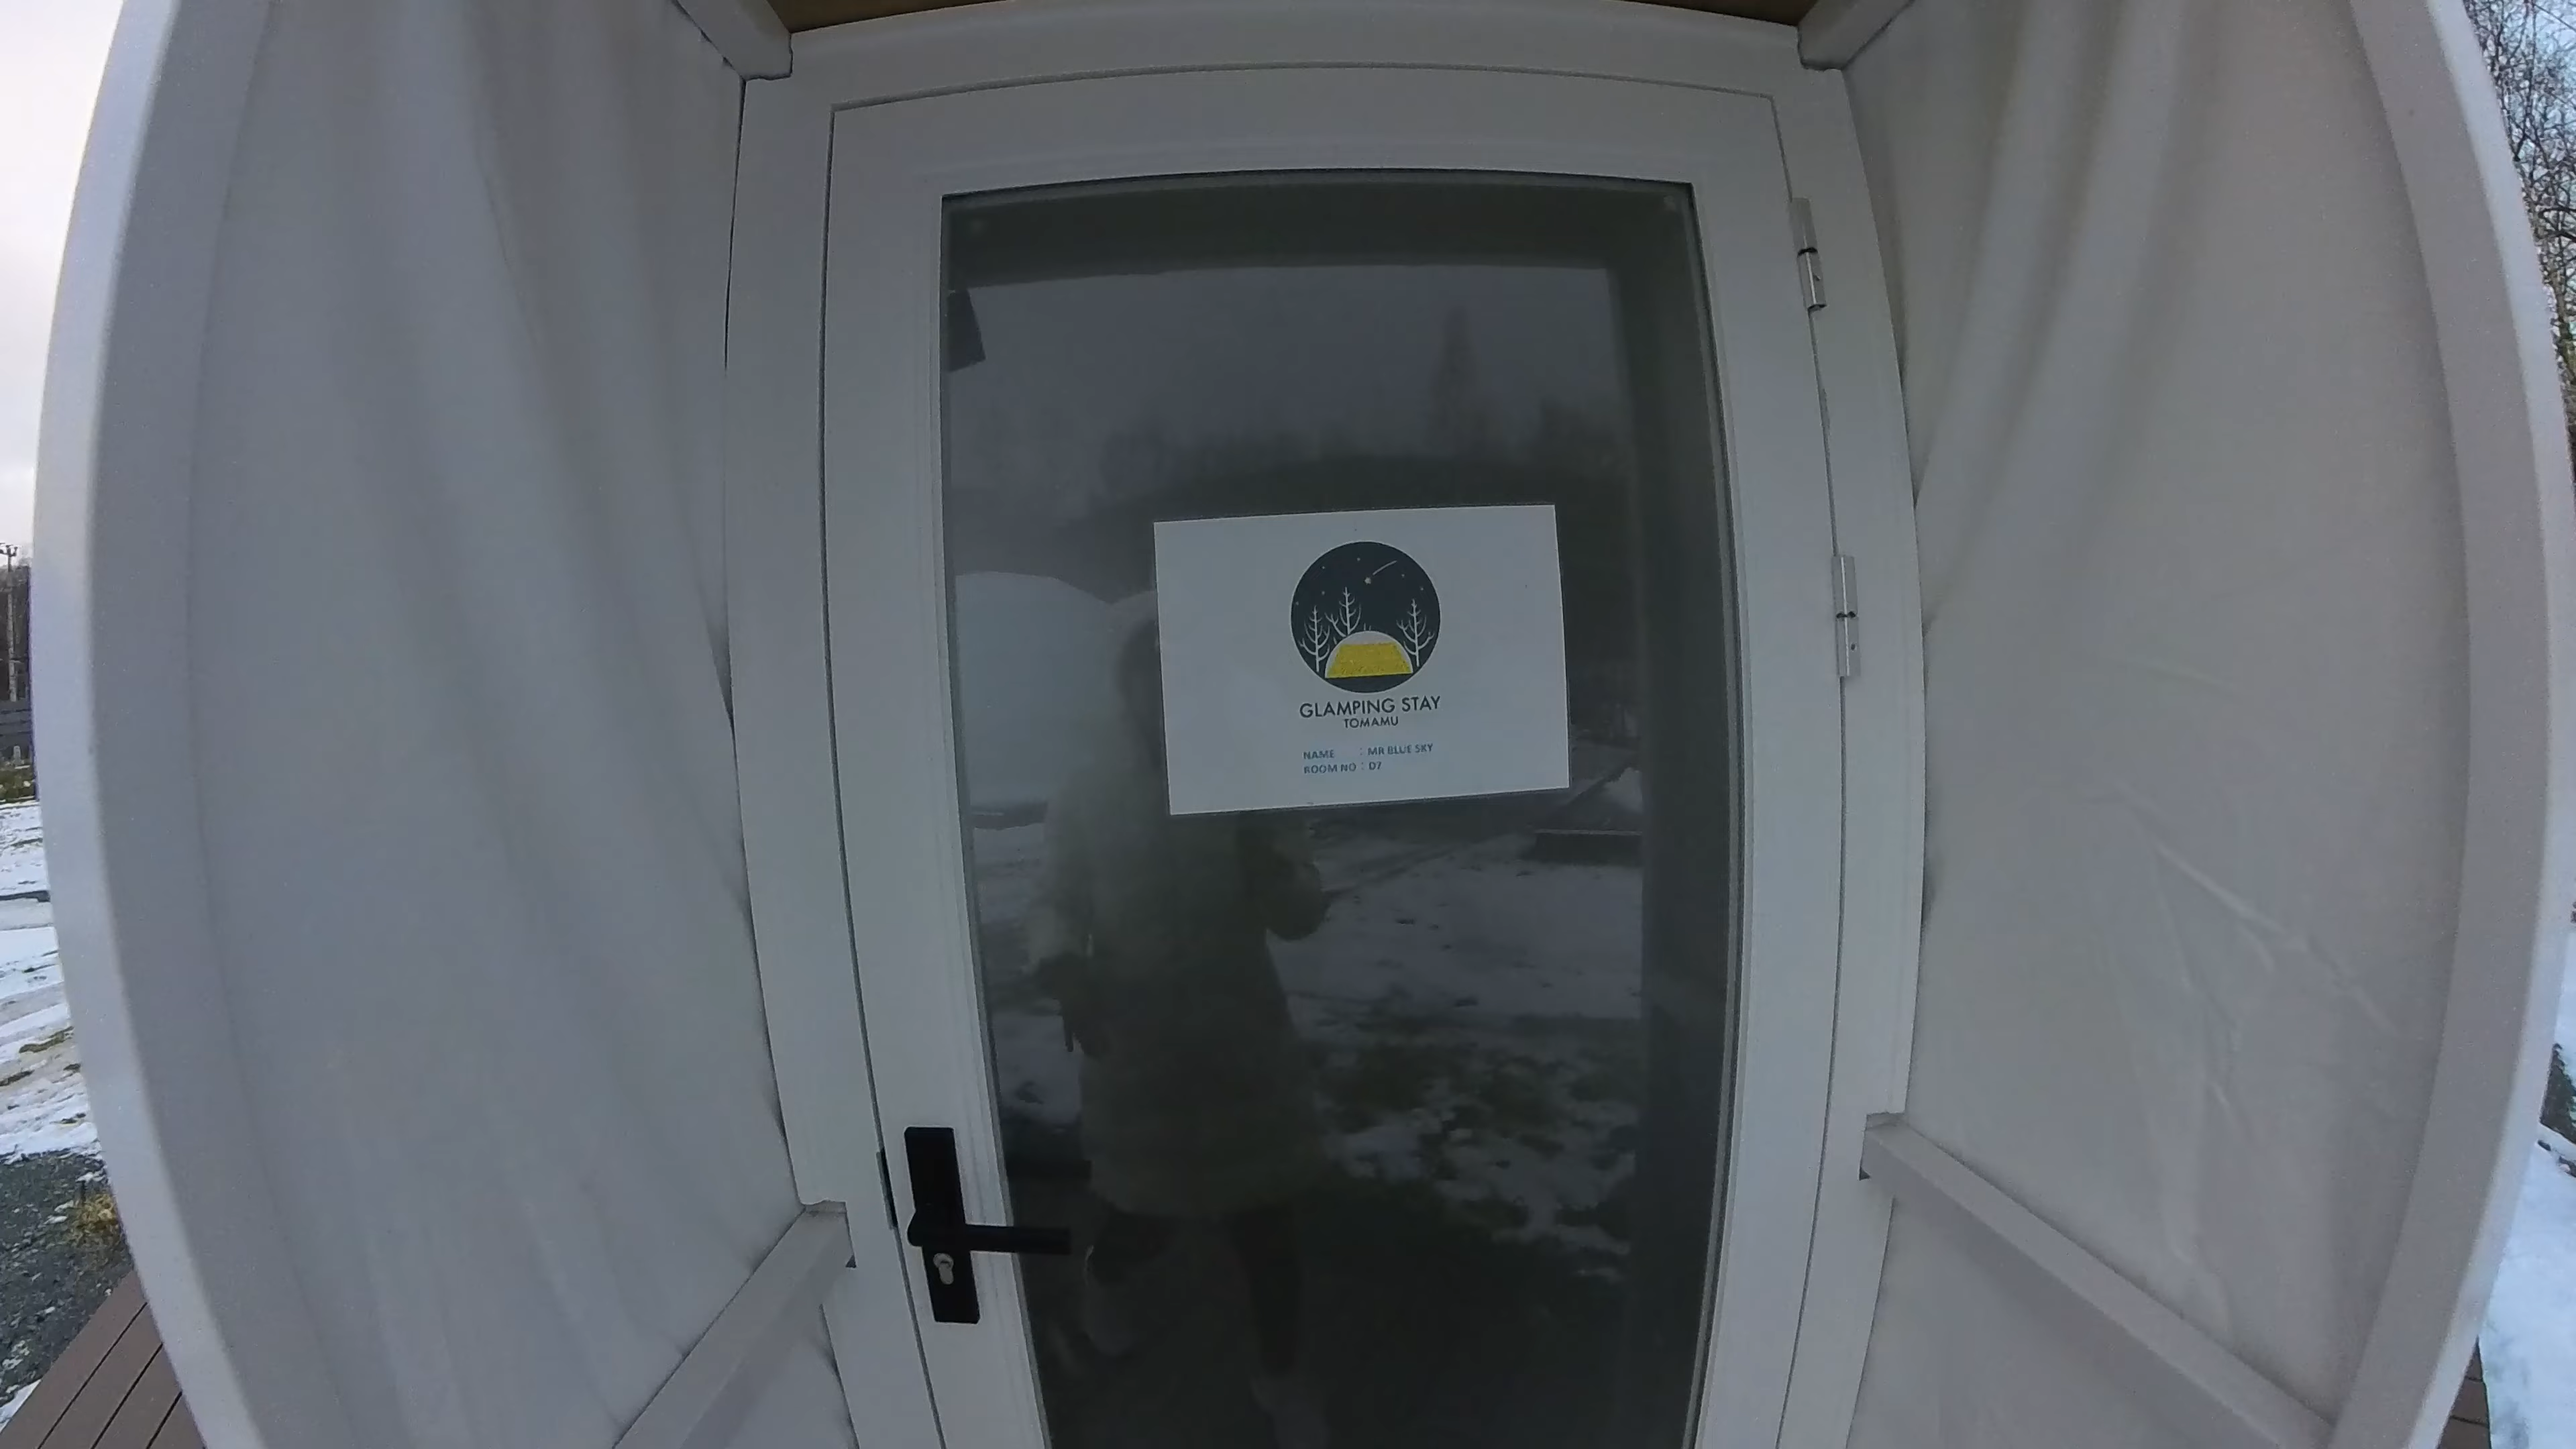 GLAMPING STAY
TOMAMU
NAME : MR BLUE SKY
ROOM NO : D7